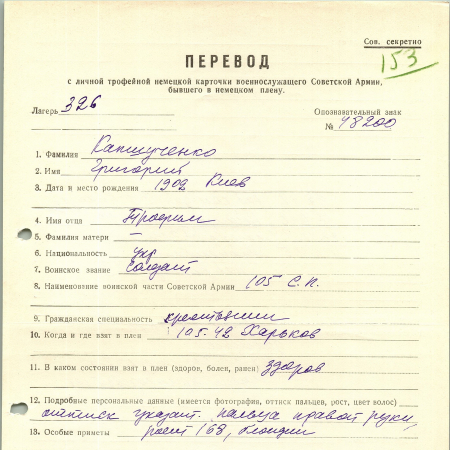 Сов. секретно
153
ПЕРЕВОД
с личной трофейной немецкой карточки военнослужащего Советской Армии,
бывшего в немецком плену.
Лагерь 326
Опознавательный знак
№ 48200
1. Фамилия Капшученко
2. Имя Григорий
3. Дата и место рождения 1902 Киев
4. Имя отца Трофим
5. Фамилия матери —
6. Национальность укр
7. Воинское звание солдат
8. Наименование воинской части Советской Армии 105 с.п.
9. Гражданская специальность крестьянин
10. Когда и где взят в плен 42 Харьков
11. В каком состоянии взят в плен (здоров, болен, ранен) здоров
12. Подробные персональные данные (имеется фотография, оттиск пальцев, рост, цвет волос)
оттиск указат. пальца правой руки,
13. Особые приметы рост 168, блондин